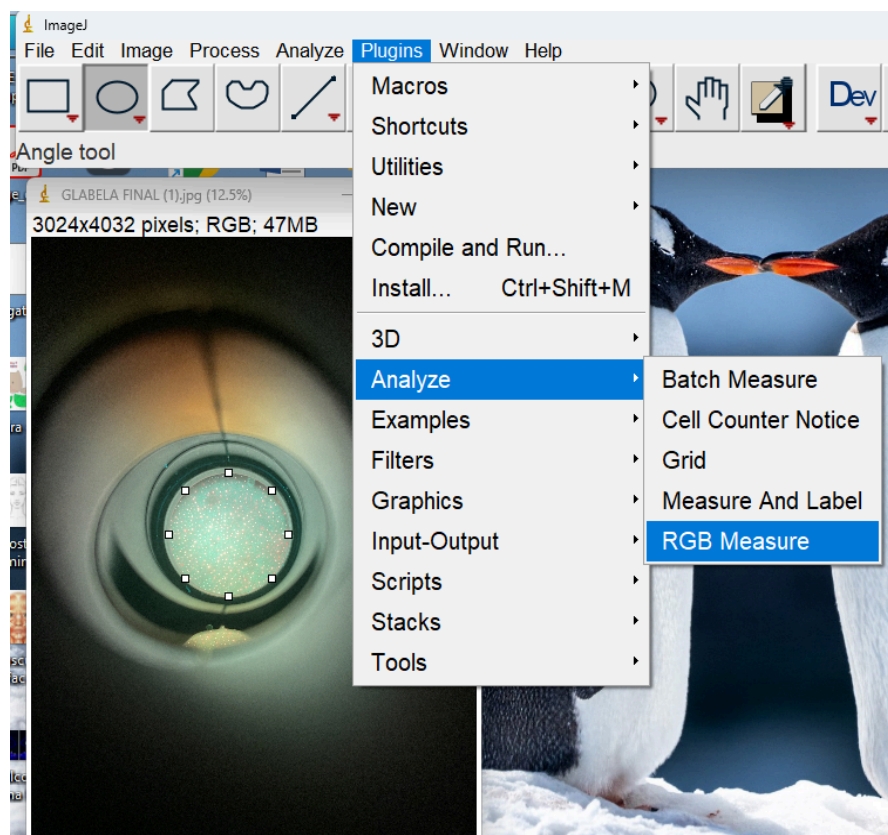 ImageJ
File Edit Image Process Analyze Plugins Window Help
Dev
Angle tool
PDF
GLABELA FINAL (1).jpg (12.5%)
3024x4032 pixels; RGB; 47MB
Macros
Shortcuts
Utilities
New
Compile and Run...
Install... Ctrl+Shift+M
3D
Analyze
Examples
Filters
Graphics
Input-Output
Scripts
Stacks
Tools
Batch Measure
Cell Counter Notice
Grid
Measure And Label
RGB Measure